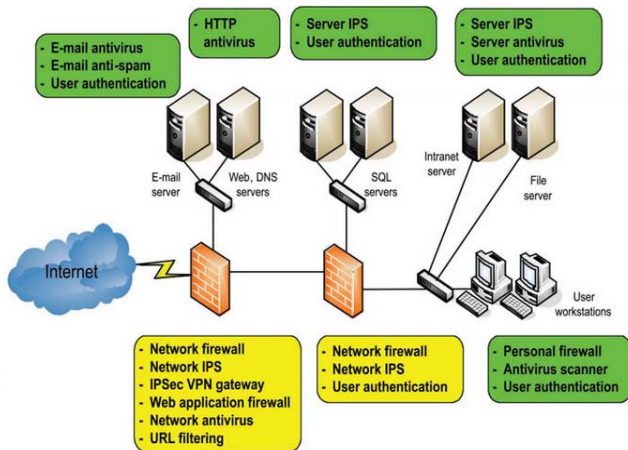 - HTTP
antivirus
- Server IPS
- User authentication
- Server IPS
- Server antivirus
- User authentication
- E-mail antivirus
- E-mail anti-spam
- User authentication
E-mail
server
Web, DNS
servers
SQL
servers
Intranet
server
File
server
Internet
User
workstations
- Network firewall
- Network IPS
- IPSec VPN gateway
- Web application firewall
- Network antivirus
- URL filtering
- Network firewall
- Network IPS
- User authentication
- Personal firewall
- Antivirus scanner
- User authentication